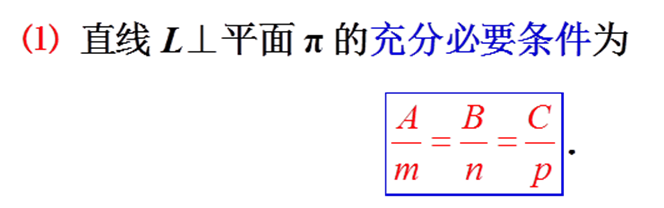 (1) 直线 L⊥平面 π 的充分必要条件为
A/m = B/n = C/p .